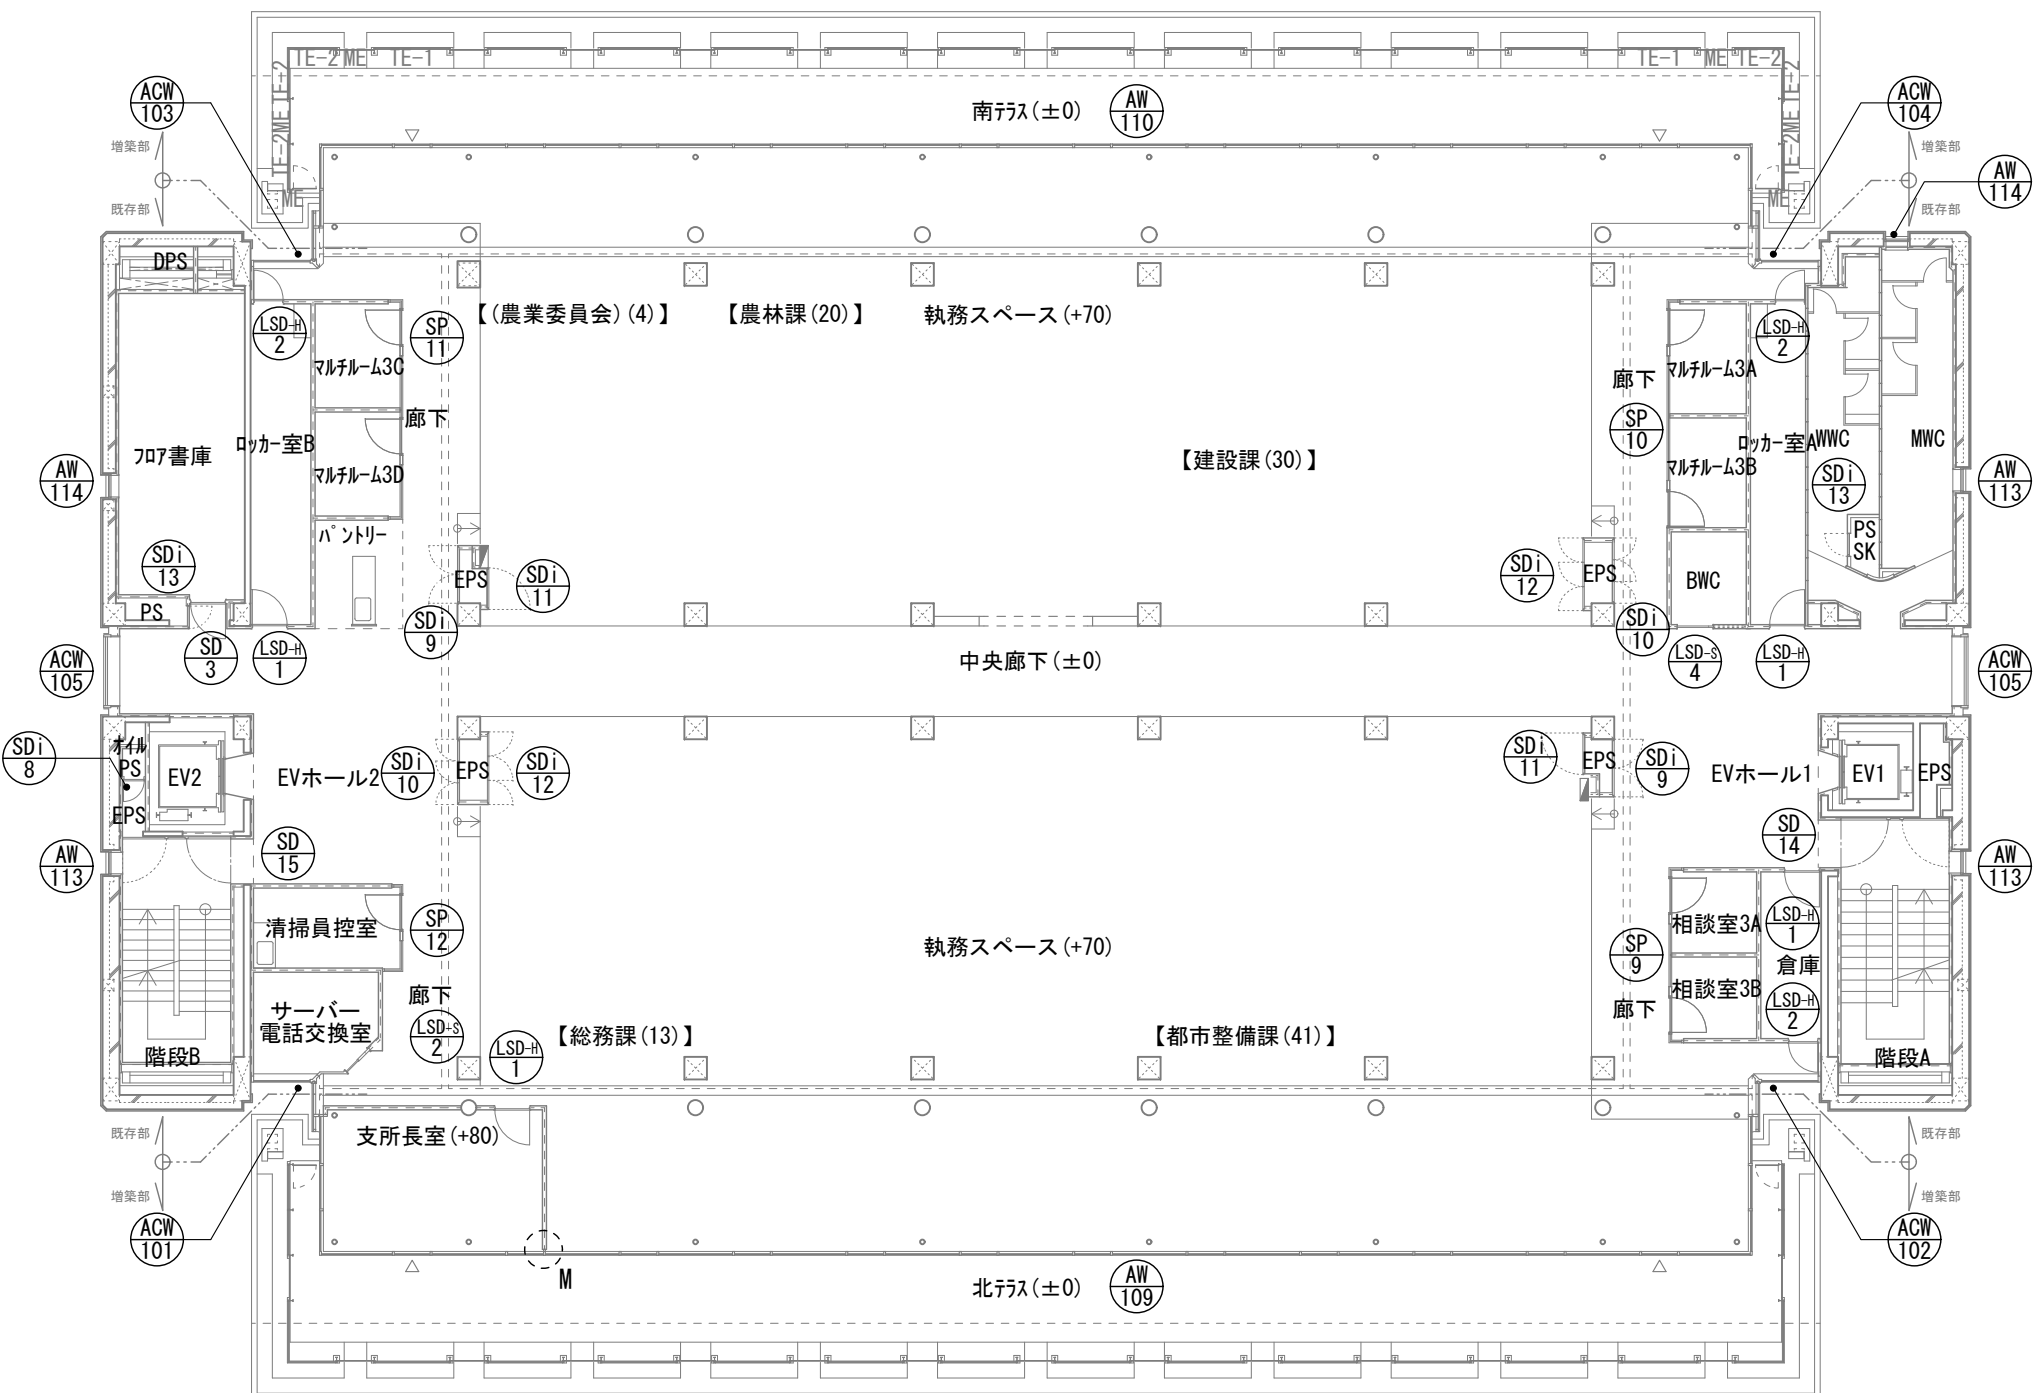 TE-2 ME TE-1
TE-1 ME TE-2
TE-2ME TE-2
TE-2ME TE-2
ME
ME
ACW
103
南テラス(±0)
AW
110
ACW
104
増築部
既存部
増築部
既存部
AW
114
DPS
LSD-H
2
マルチルーム3C
SP
11
【(農業委員会)(4)】
【農林課(20)】
執務スペース(+70)
LSD-H
2
マルチルーム3A
廊下
廊下
SP
10
フロア書庫
ロッカー室B
マルチルーム3D
【建設課(30)】
マルチルーム3B
ロッカー室A
WWC
MWC
AW
114
SDi
13
AW
113
パントリー
PS
SK
SDi
13
EPS
SDi
11
SDi
12
EPS
BWC
PS
SDi
9
SDi
10
ACW
105
SD
3
LSD-H
1
中央廊下(±0)
LSD-S
4
LSD-H
1
ACW
105
SDi
8
オイル
PS
EPS
EV2
EVホール2
SDi
10
EPS
SDi
12
SDi
11
EPS
SDi
9
EVホール1
EV1
EPS
AW
113
SD
15
SD
14
AW
113
清掃員控室
SP
12
執務スペース(+70)
SP
9
相談室3A
LSD-H
1
倉庫
サーバー
電話交換室
廊下
LSD-S
2
相談室3B
LSD-H
2
廊下
階段B
LSD-H
1
【総務課(13)】
【都市整備課(41)】
階段A
既存部
増築部
支所長室(+80)
既存部
増築部
ACW
101
M
北テラス(±0)
AW
109
ACW
102